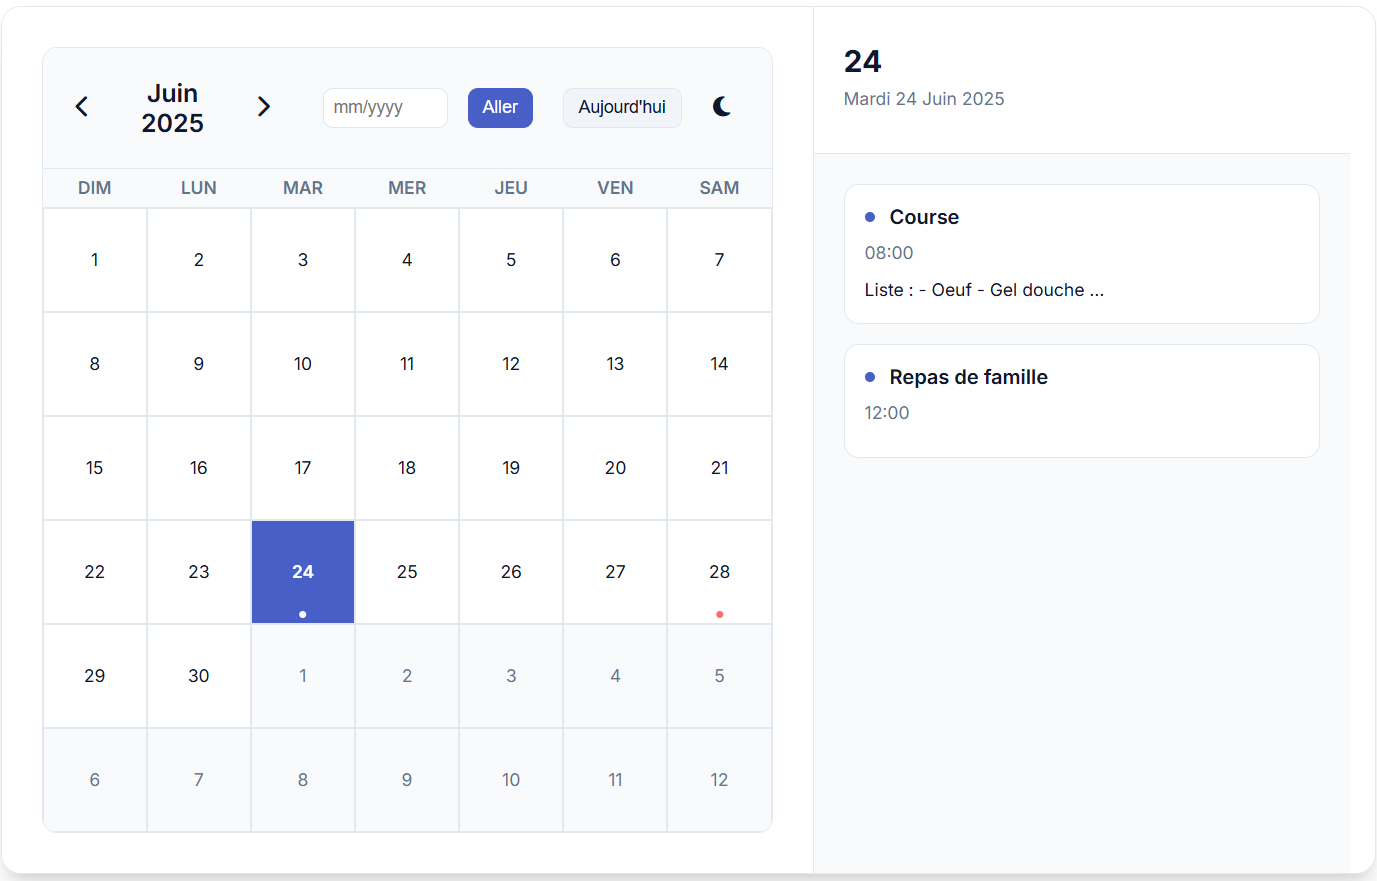 Juin
2025
mm/yyyy
Aller
Aujourd'hui
DIM LUN MAR MER JEU VEN SAM
1 2 3 4 5 6 7
8 9 10 11 12 13 14
15 16 17 18 19 20 21
22 23 24 25 26 27 28
29 30 1 2 3 4 5
6 7 8 9 10 11 12
24
Mardi 24 Juin 2025
Course
08:00
Liste : - Oeuf - Gel douche ...
Repas de famille
12:00